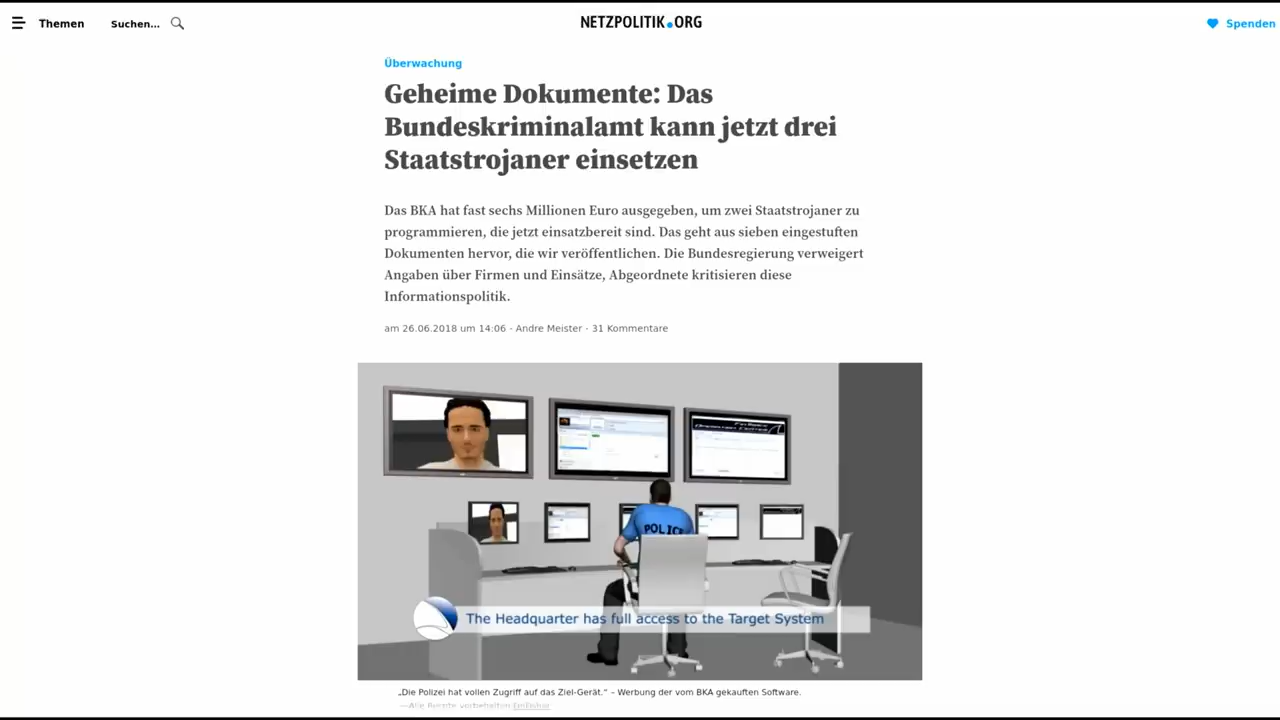 Themen Suchen... NETZPOLITIK.ORG Spenden
Überwachung
Geheime Dokumente: Das
Bundeskriminalamt kann jetzt drei
Staatstrojaner einsetzen
Das BKA hat fast sechs Millionen Euro ausgegeben, um zwei Staatstrojaner zu
programmieren, die jetzt einsatzbereit sind. Das geht aus sieben eingestuften
Dokumenten hervor, die wir veröffentlichen. Die Bundesregierung verweigert
Angaben über Firmen und Einsätze, Abgeordnete kritisieren diese
Informationspolitik.
am 26.06.2018 um 14:06 - Andre Meister - 31 Kommentare
POLICE
The Headquarter has full access to the Target System
„Die Polizei hat vollen Zugriff auf das Ziel-Gerät.“ – Werbung der vom BKA gekauften Software.
Alle Rechte vorbehalten